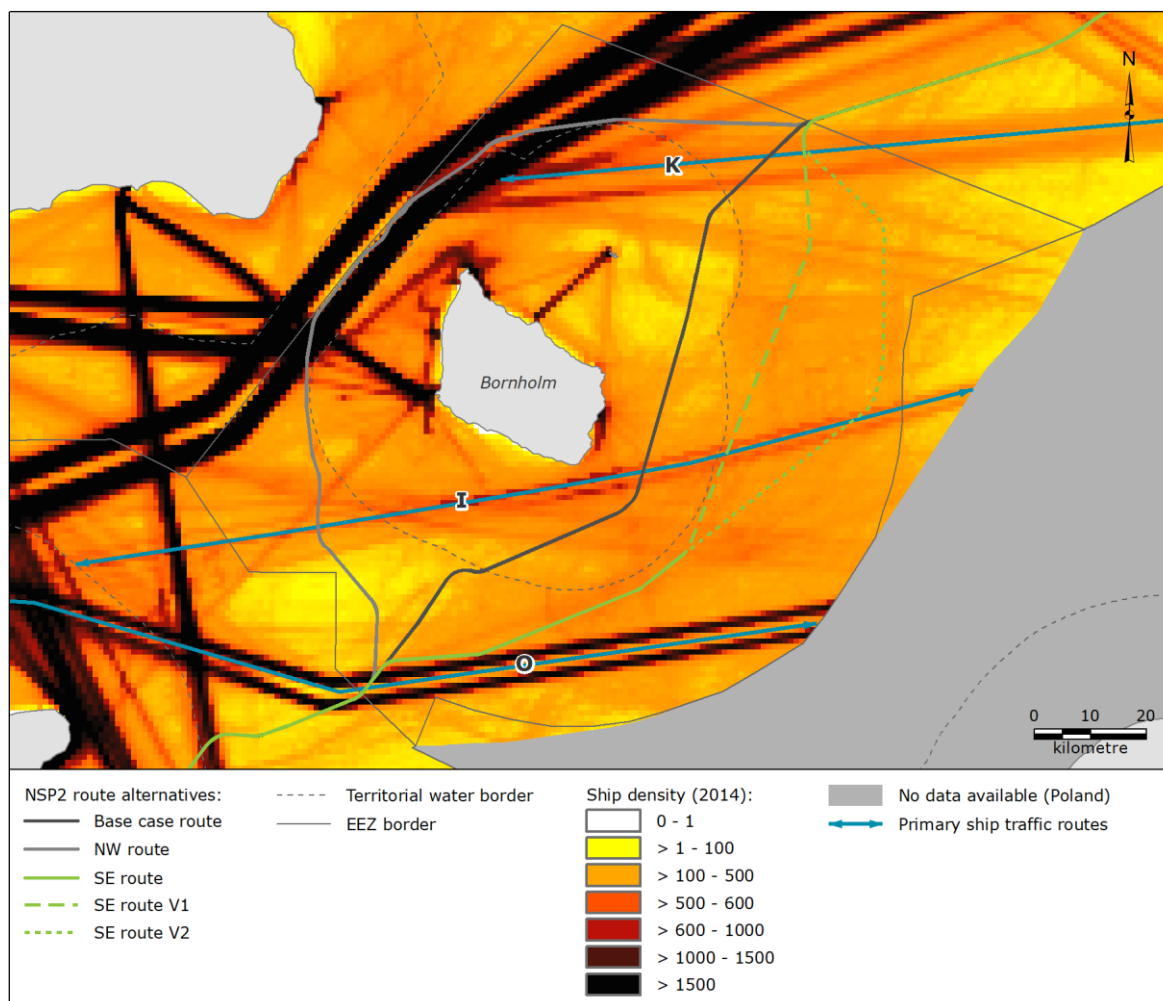 N
K
Bornholm
I
O
0 10 20
kilometre
NSP2 route alternatives:
Base case route
NW route
SE route
SE route V1
SE route V2
Territorial water border
EEZ border
Ship density (2014):
0 - 1
> 1 - 100
> 100 - 500
> 500 - 600
> 600 - 1000
> 1000 - 1500
> 1500
No data available (Poland)
Primary ship traffic routes